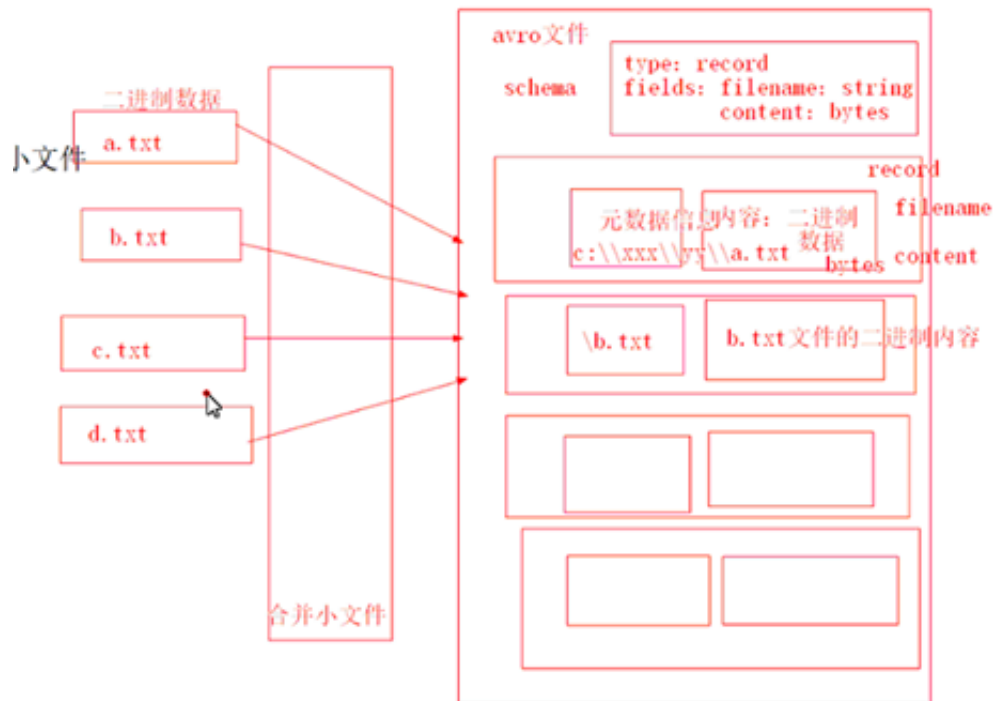 二进制数据
a.txt
小文件
b.txt
c.txt
d.txt
合并小文件
avro文件
schema
type: record
fields: filename: string
content: bytes
record
filename
元数据信息
内容: 二进制
数据
c:\\xxx\\yy\\a.txt
bytes
content
\b.txt
b.txt文件的二进制内容